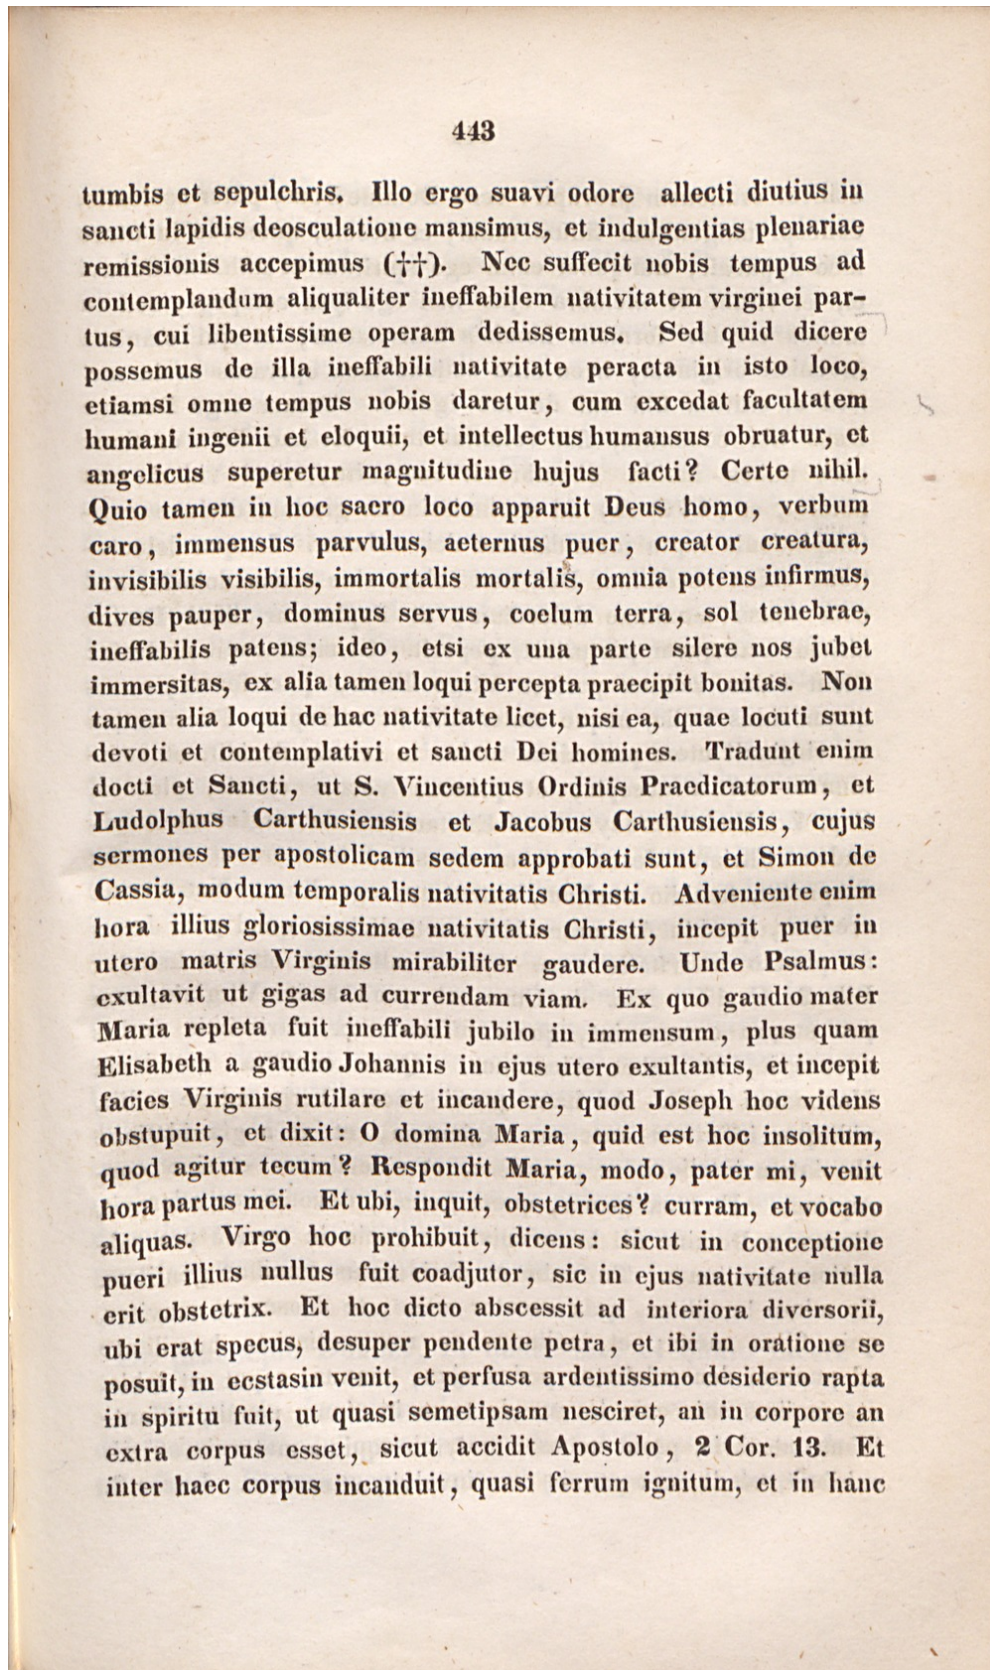 443
tumbis et sepulchris. Illo ergo suavi odore allecti diutius in
sancti lapidis deosculatione mansimus, et indulgentias plenariae
remissionis accepimus (††). Nec suffecit nobis tempus ad
contemplandum aliqualiter ineffabilem nativitatem virginei par-
tus, cui libentissime operam dedissemus. Sed quid dicere
possemus de illa ineffabili nativitate peracta in isto loco,
etiamsi omne tempus nobis daretur, cum excedat facultatem
humani ingenii et eloquii, et intellectus humansus obruatur, et
angelicus superetur magnitudine hujus facti? Certe nihil.
Quio tamen in hoc sacro loco apparuit Deus homo, verbum
caro, immensus parvulus, aeternus puer, creator creatura,
invisibilis visibilis, immortalis mortalis, omnia potens infirmus,
dives pauper, dominus servus, coelum terra, sol tenebrae,
ineffabilis patens; ideo, etsi ex una parte silere nos jubet
immersitas, ex alia tamen loqui percepta praecipit bonitas. Non
tamen alia loqui de hac nativitate licet, nisi ea, quae locuti sunt
devoti et contemplativi et sancti Dei homines. Tradunt enim
docti et Sancti, ut S. Vincentius Ordinis Praedicatorum, et
Ludolphus Carthusiensis et Jacobus Carthusiensis, cujus
sermones per apostolicam sedem approbati sunt, et Simon de
Cassia, modum temporalis nativitatis Christi. Adveniente enim
hora illius gloriosissimae nativitatis Christi, incepit puer in
utero matris Virginis mirabiliter gaudere. Unde Psalmus:
exultavit ut gigas ad currendam viam. Ex quo gaudio mater
Maria repleta fuit ineffabili jubilo in immensum, plus quam
Elisabeth a gaudio Johannis in ejus utero exultantis, et incepit
facies Virginis rutilare et incandere, quod Joseph hoc videns
obstupuit, et dixit: O domina Maria, quid est hoc insolitum,
quod agitur tecum? Respondit Maria, modo, pater mi, venit
hora partus mei. Et ubi, inquit, obstetrices? curram, et vocabo
aliquas. Virgo hoc prohibuit, dicens: sicut in conceptione
pueri illius nullus fuit coadjutor, sic in ejus nativitate nulla
erit obstetrix. Et hoc dicto abscessit ad interiora diversorii,
ubi erat specus, desuper pendente petra, et ibi in oratione se
posuit, in ecstasin venit, et perfusa ardentissimo desiderio rapta
in spiritu fuit, ut quasi semetipsam nesciret, an in corpore an
extra corpus esset, sicut accidit Apostolo, 2 Cor. 13. Et
inter haec corpus incanduit, quasi ferrum ignitum, et in hanc